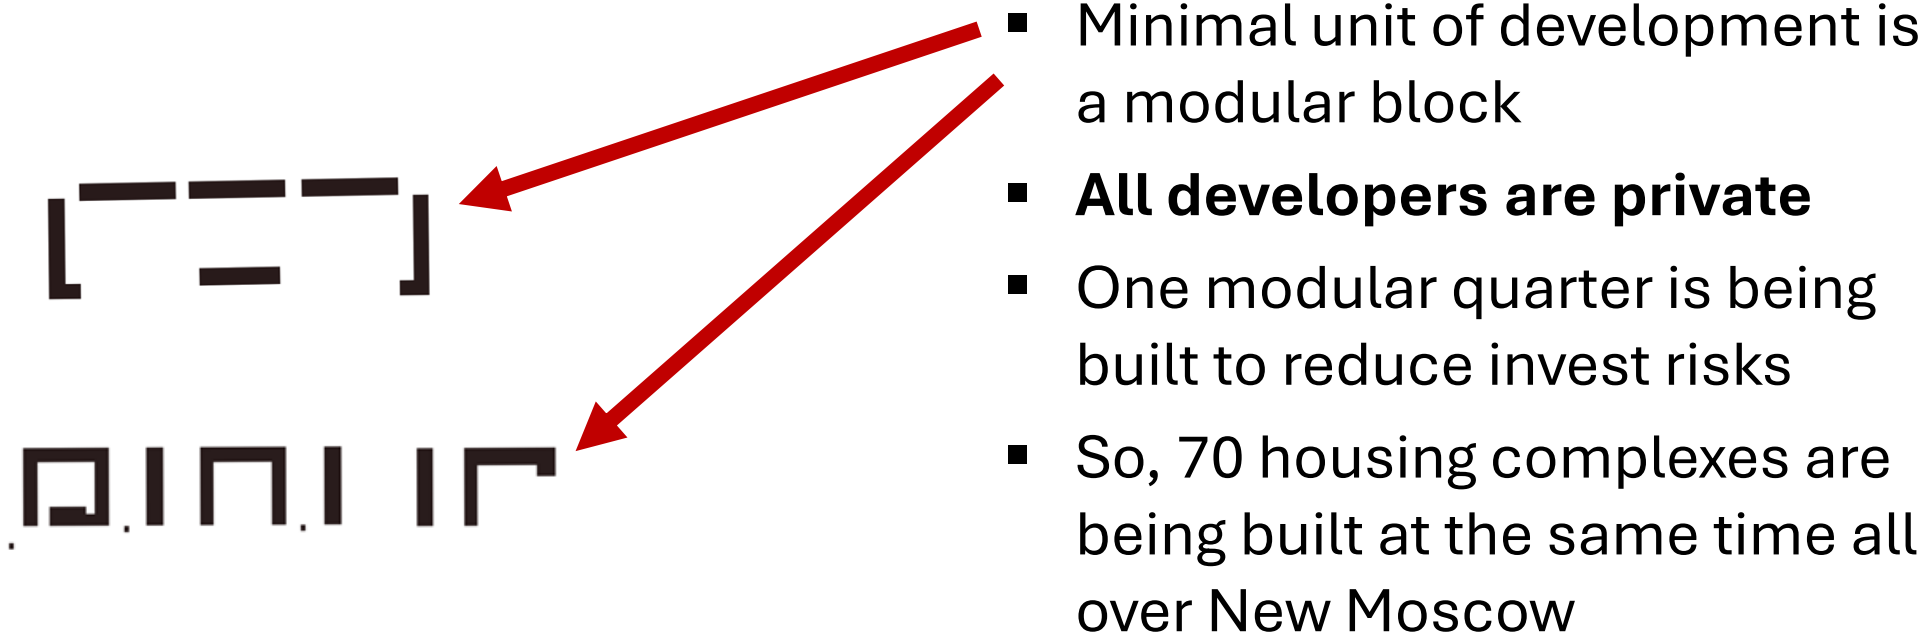 ▪ Minimal unit of development is
a modular block
▪ All developers are private
▪ One modular quarter is being
built to reduce invest risks
▪ So, 70 housing complexes are
being built at the same time all
over New Moscow